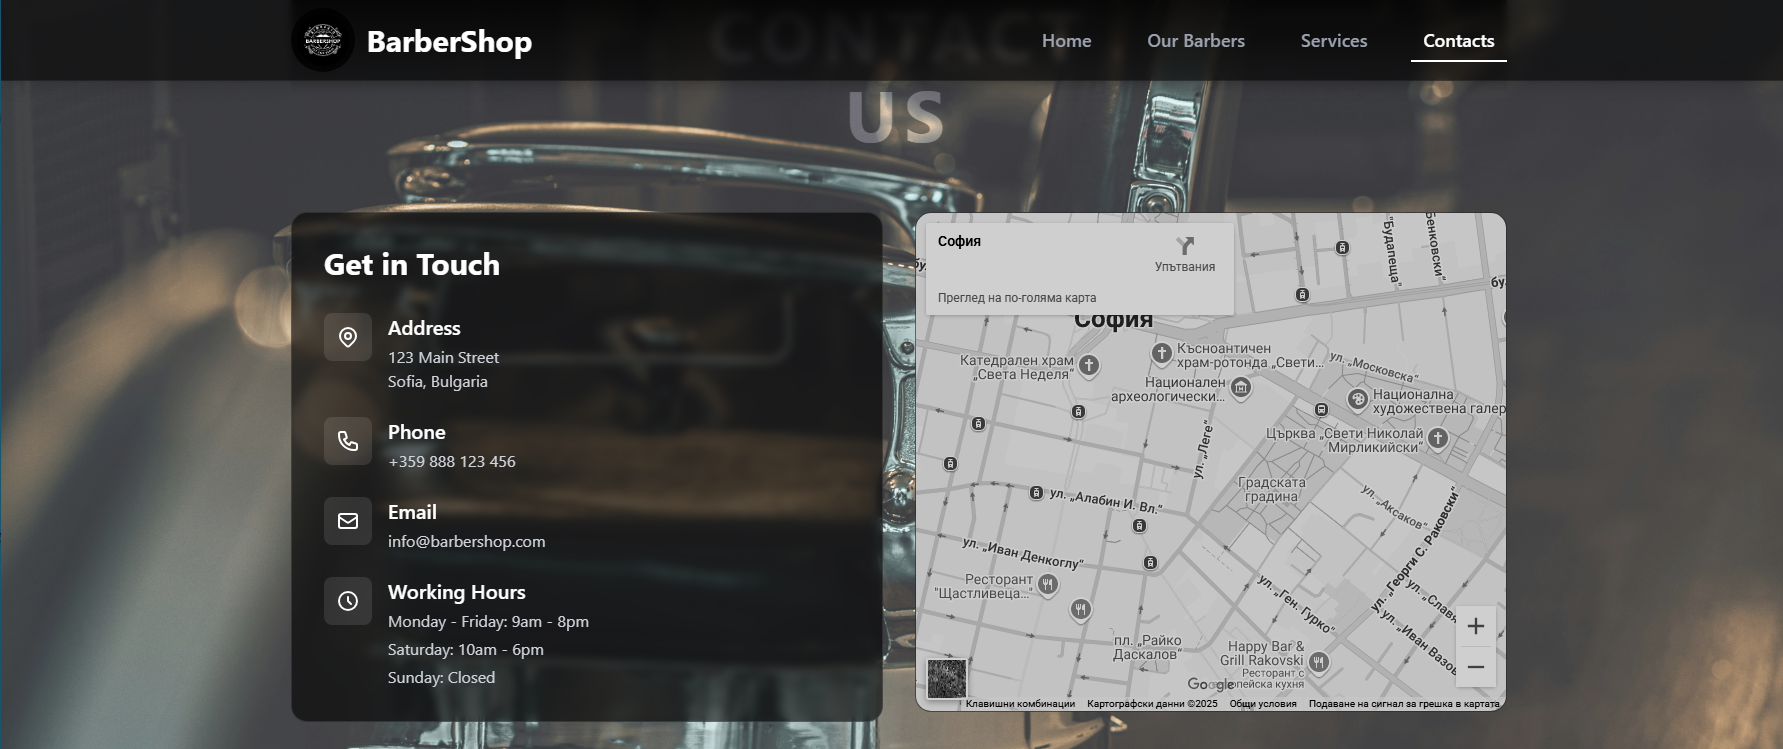 CONTACT
US
BARBERSHOP
BarberShop
Home
Our Barbers
Services
Contacts
Get in Touch
Address
123 Main Street
Sofia, Bulgaria
Phone
+359 888 123 456
Email
info@barbershop.com
Working Hours
Monday - Friday: 9am - 8pm
Saturday: 10am - 6pm
Sunday: Closed
София
Упътвания
Преглед на по-голяма карта
София
„Будапеща“
Бенковски“
Катедрален храм
„Света Неделя“
Късноантичен
храм-ротонда „Свети...
Национален
археологически...
ул. „Московска“
Национална
художествена галер
Църква „Свети Николай
Мирликийски“
ул. „Леге“
Градската
градина
ул. „Алабин И. Вл.“
ул. „Аксаков“
ул. „Георги С. Раковски“
ул. „Иван Денкоглу“
Ресторант
"Щастливеца...
ул. „Ген. Гурко“
ул. „Славя
ул. „Иван Вазов
пл. „Райко
Даскалов“
Happy Bar &
Grill Rakovski
Ресторант с
опейска кухня
Google
Клавишни комбинации
Картографски данни ©2025
Общи условия
Подаване на сигнал за грешка в картата